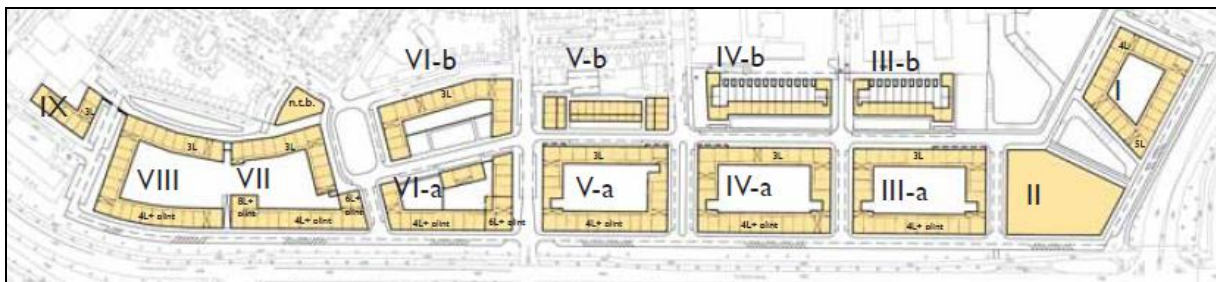 VI-b
V-b
IV-b
III-b
4L
I
5L
IX
3L
n.t.b.
3L
3L
3L
VIII
VII
8L+ plint
6L+ plint
4L+ plint
4L+ plint
VI-a
4L+ plint
6L+ plint
3L
V-a
4L+ plint
3L
IV-a
4L+ plint
3L
III-a
4L+ plint
II